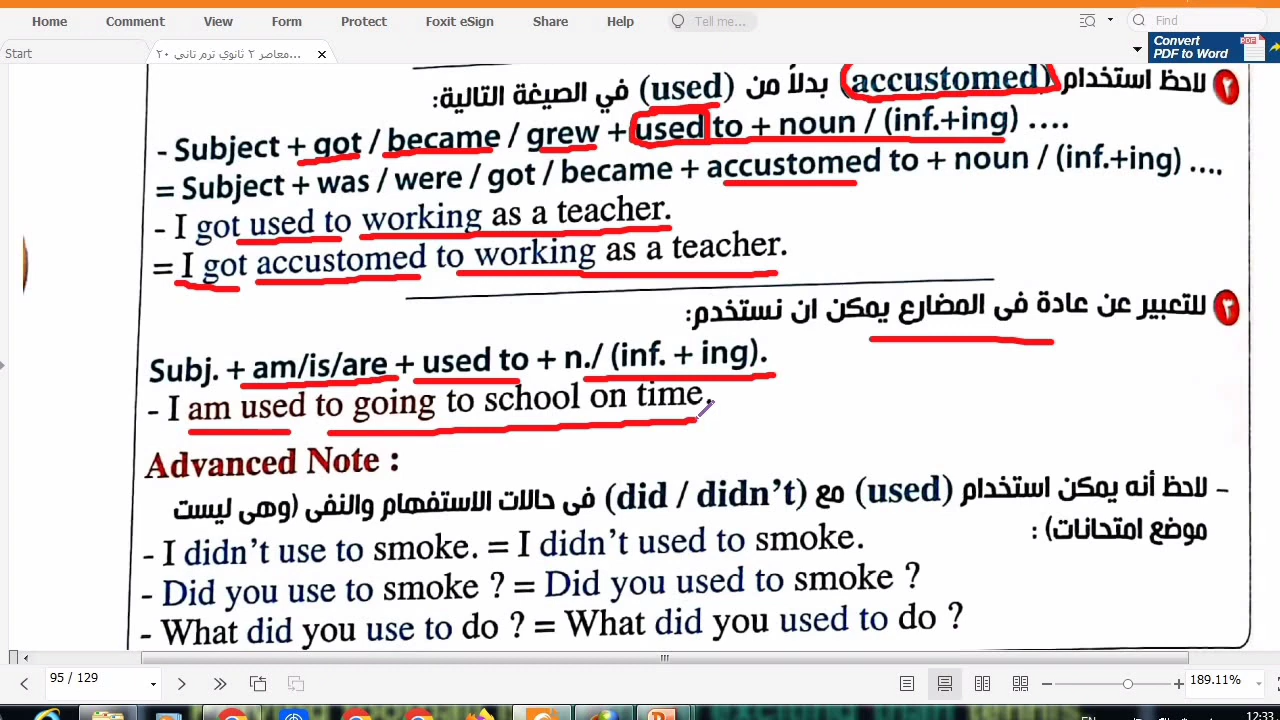 Home Comment View Form Protect Foxit eSign Share Help Tell me... Find
Start
معاصر ٢ ثانوي ترم تاني ٢٠...
Convert
PDF to Word
٢ لاحظ استخدام (accustomed) بدلاً من (used) في الصيغة التالية:
- Subject + got / became / grew + used to + noun / (inf.+ing) ....
= Subject + was / were / got / became + accustomed to + noun / (inf.+ing) ....
- I got used to working as a teacher.
= I got accustomed to working as a teacher.
٣ للتعبير عن عادة فى المضارع يمكن ان نستخدم:
Subj. + am/is/are + used to + n./ (inf. + ing).
- I am used to going to school on time.
Advanced Note :
- لاحظ أنه يمكن استخدام (used) مع (did / didn't) فى حالات الاستفهام والنفى (وهى ليست
موضع امتحانات) :
- I didn't use to smoke. = I didn't used to smoke.
- Did you use to smoke ? = Did you used to smoke ?
- What did you use to do ? = What did you used to do ?
95 / 129
189.11%
EN 12:33